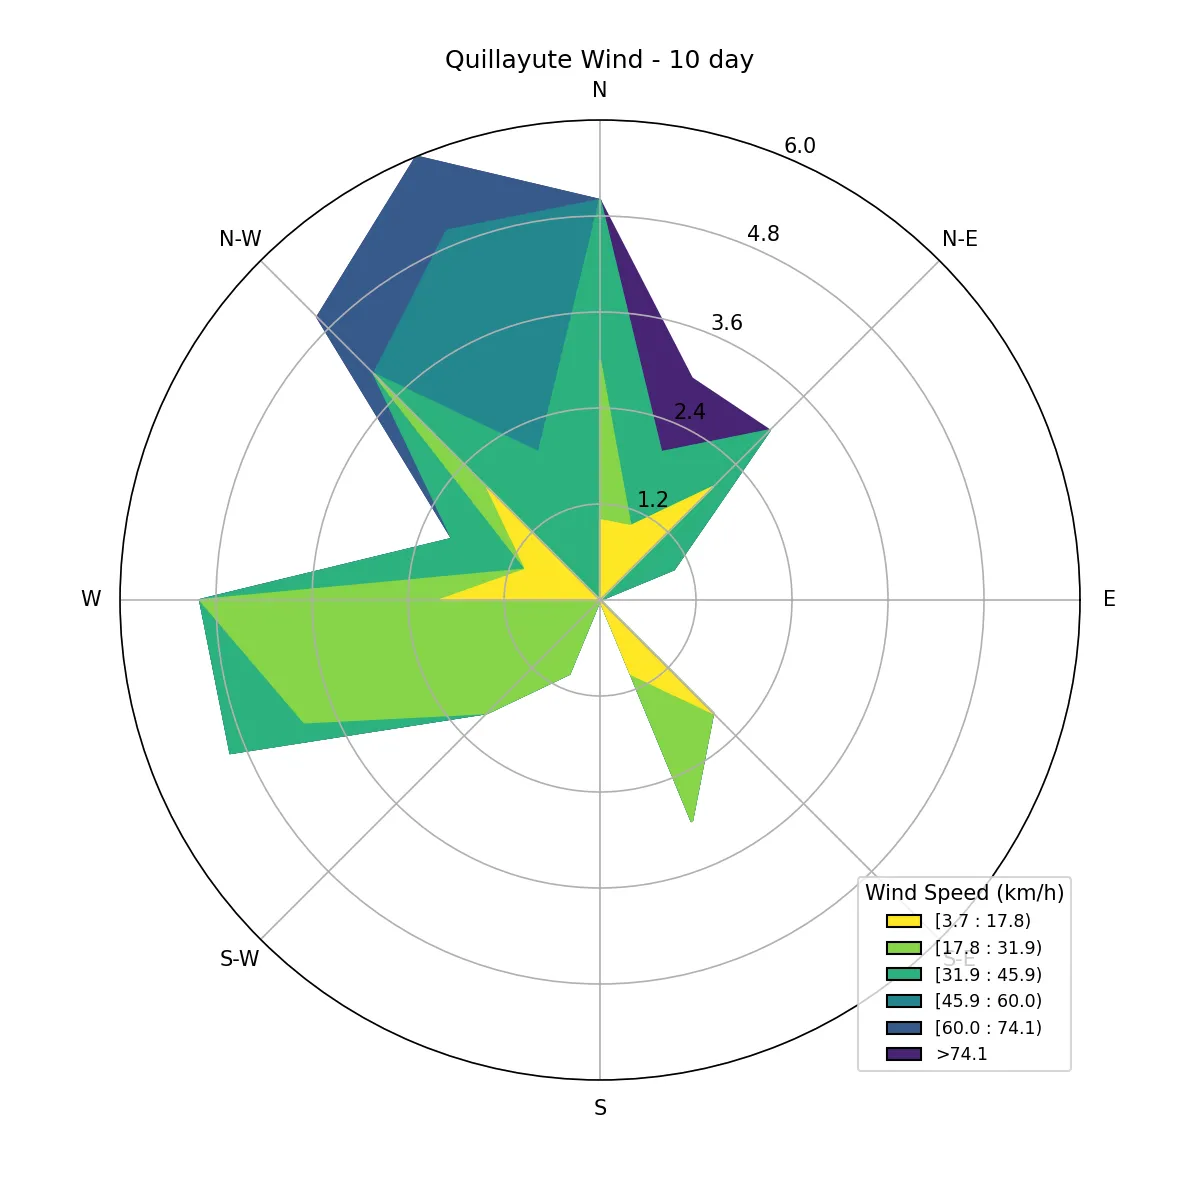 Quillayute Wind - 10 day
N
6.0
N-W
4.8
N-E
3.6
2.4
1.2
W
E
S-W
S-E
S
Wind Speed (km/h)
[3.7 : 17.8)
[17.8 : 31.9)
[31.9 : 45.9)
[45.9 : 60.0)
[60.0 : 74.1)
>74.1